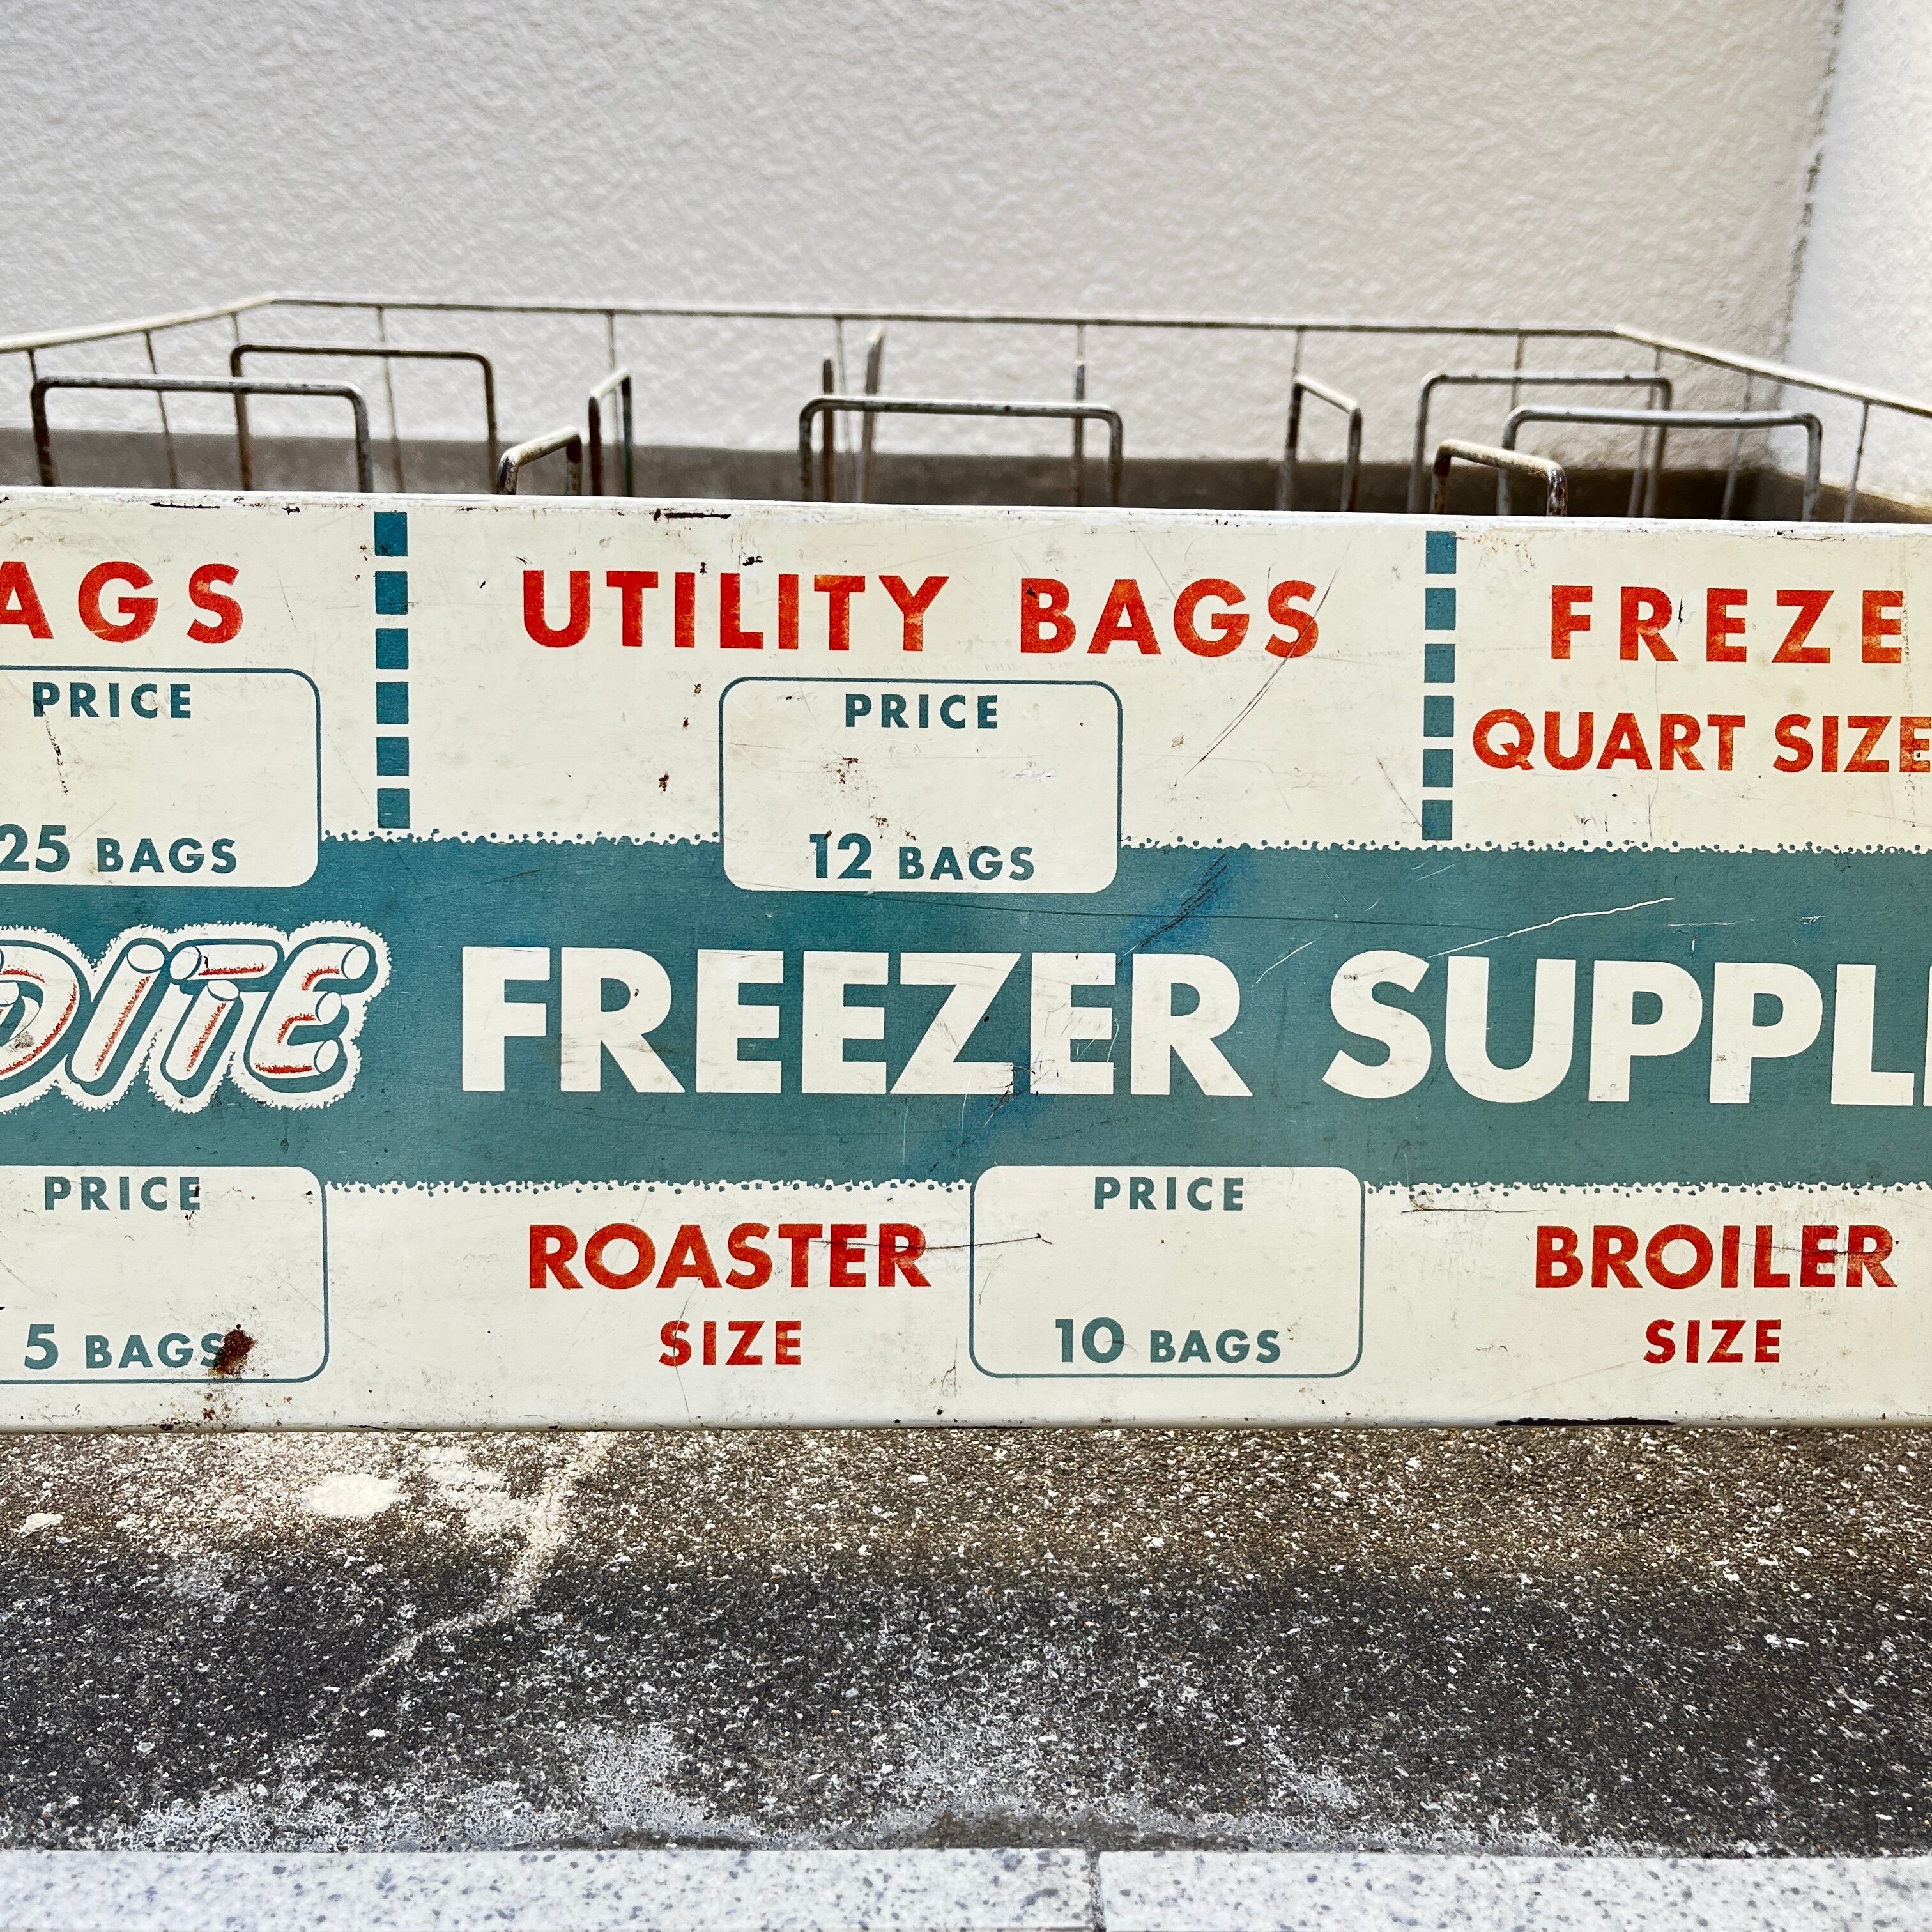 AGS
PRICE
25 BAGS
UTILITY BAGS
PRICE
12 BAGS
FREZE
QUART SIZE
DITE FREEZER SUPPLI
PRICE
5 BAGS
ROASTER
SIZE
PRICE
10 BAGS
BROILER
SIZE